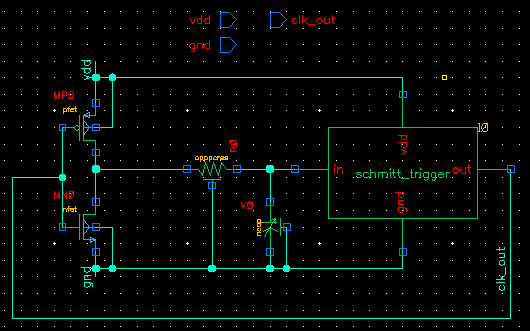 vdd
clk_out
gnd
vdd
MP0
pfet
MN0
nfet
gnd
opppcres
R0
V0
ncap
I0
vdd
in
schmitt_trigger
out
gnd
clk_out